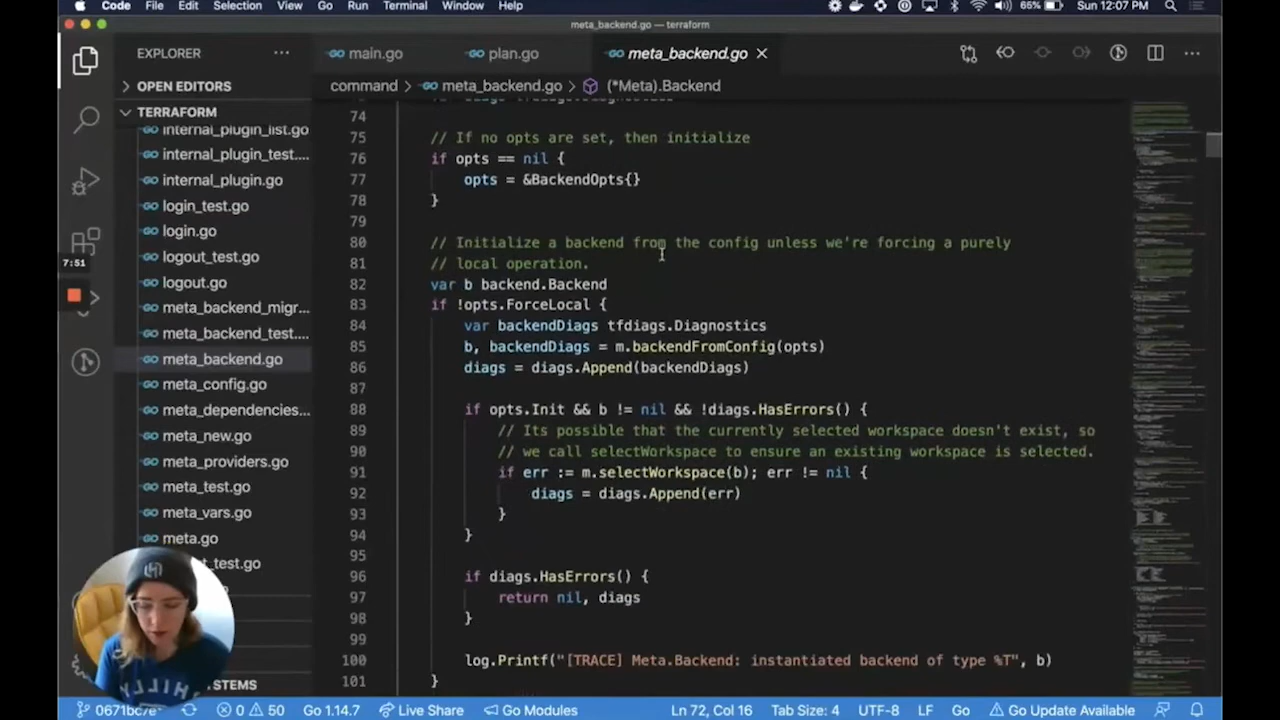 Code File Edit Selection View Go Run Terminal Window Help 66% Sun 12:07 PM
meta_backend.go — terraform
EXPLORER
main.go plan.go meta_backend.go
OPEN EDITORS
command > meta_backend.go > (*Meta).Backend
TERRAFORM
internal_plugin_list.go
internal_plugin_test....
internal_plugin.go
login_test.go
login.go
logout_test.go
logout.go
meta_backend_migr...
meta_backend_test....
meta_backend.go
meta_config.go
meta_dependencies...
meta_new.go
meta_providers.go
meta_test.go
meta_vars.go
meta.go
_test.go
7:51
74
75 // If no opts are set, then initialize
76 if opts == nil {
77 opts = &BackendOpts{}
78 }
79
80 // Initialize a backend from the config unless we're forcing a purely
81 // local operation.
82 var b backend.Backend
83 if !opts.ForceLocal {
84 var backendDiags tfdiags.Diagnostics
85 b, backendDiags = m.backendFromConfig(opts)
86 diags = diags.Append(backendDiags)
87
88 if opts.Init && b != nil && !diags.HasErrors() {
89 // Its possible that the currently selected workspace doesn't exist, so
90 // we call selectWorkspace to ensure an existing workspace is selected.
91 if err := m.selectWorkspace(b); err != nil {
92 diags = diags.Append(err)
93 }
94 }
95
96 if diags.HasErrors() {
97 return nil, diags
98 }
99
100 log.Printf("[TRACE] Meta.Backend: instantiated backend of type %T", b)
101 }
STEMS
0671bc7e* 0 50 Go 1.14.7 Live Share Go Modules Ln 72, Col 16 Tab Size: 4 UTF-8 LF Go Go Update Available